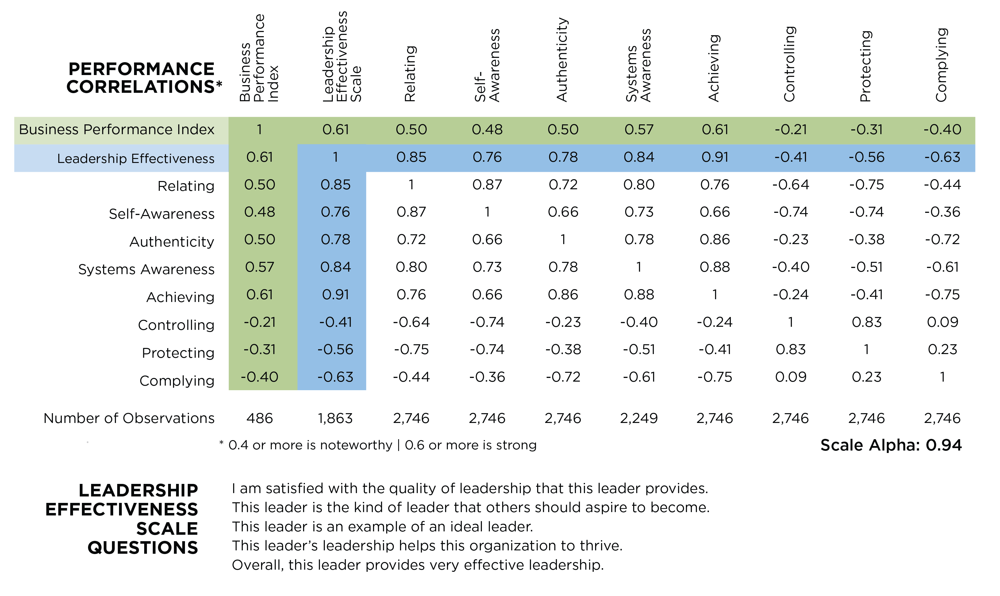 PERFORMANCE
CORRELATIONS*
Business
Performance
Index
Leadership
Effectiveness
Scale
Relating
Self-
Awareness
Authenticity
Systems
Awareness
Achieving
Controlling
Protecting
Complying
Business Performance Index 1 0.61 0.50 0.48 0.50 0.57 0.61 -0.21 -0.31 -0.40
Leadership Effectiveness 0.61 1 0.85 0.76 0.78 0.84 0.91 -0.41 -0.56 -0.63
Relating 0.50 0.85 1 0.87 0.72 0.80 0.76 -0.64 -0.75 -0.44
Self-Awareness 0.48 0.76 0.87 1 0.66 0.73 0.66 -0.74 -0.74 -0.36
Authenticity 0.50 0.78 0.72 0.66 1 0.78 0.86 -0.23 -0.38 -0.72
Systems Awareness 0.57 0.84 0.80 0.73 0.78 1 0.88 -0.40 -0.51 -0.61
Achieving 0.61 0.91 0.76 0.66 0.86 0.88 1 -0.24 -0.41 -0.75
Controlling -0.21 -0.41 -0.64 -0.74 -0.23 -0.40 -0.24 1 0.83 0.09
Protecting -0.31 -0.56 -0.75 -0.74 -0.38 -0.51 -0.41 0.83 1 0.23
Complying -0.40 -0.63 -0.44 -0.36 -0.72 -0.61 -0.75 0.09 0.23 1
Number of Observations 486 1,863 2,746 2,746 2,746 2,249 2,746 2,746 2,746 2,746
* 0.4 or more is noteworthy | 0.6 or more is strong
Scale Alpha: 0.94
LEADERSHIP
EFFECTIVENESS
SCALE
QUESTIONS
I am satisfied with the quality of leadership that this leader provides.
This leader is the kind of leader that others should aspire to become.
This leader is an example of an ideal leader.
This leader’s leadership helps this organization to thrive.
Overall, this leader provides very effective leadership.